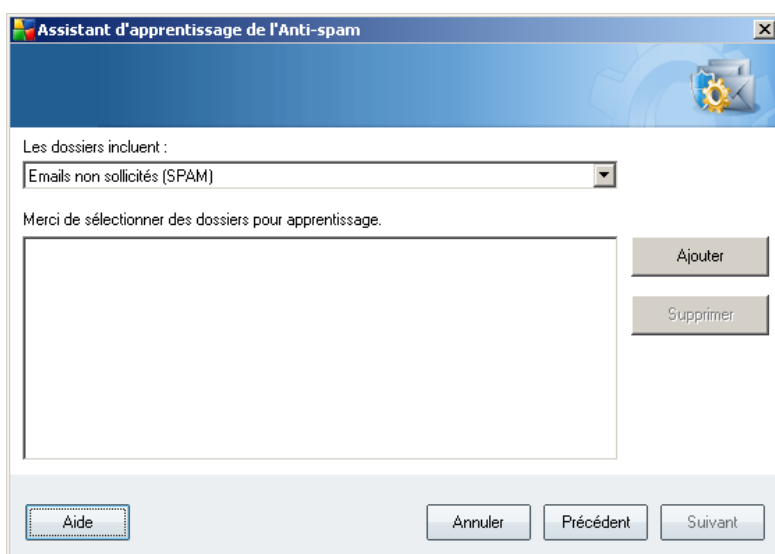 Assistant d'apprentissage de l'Anti-spam
Les dossiers incluent :
Emails non sollicités (SPAM)
Merci de sélectionner des dossiers pour apprentissage.
Ajouter
Supprimer
Aide
Annuler
Précédent
Suivant